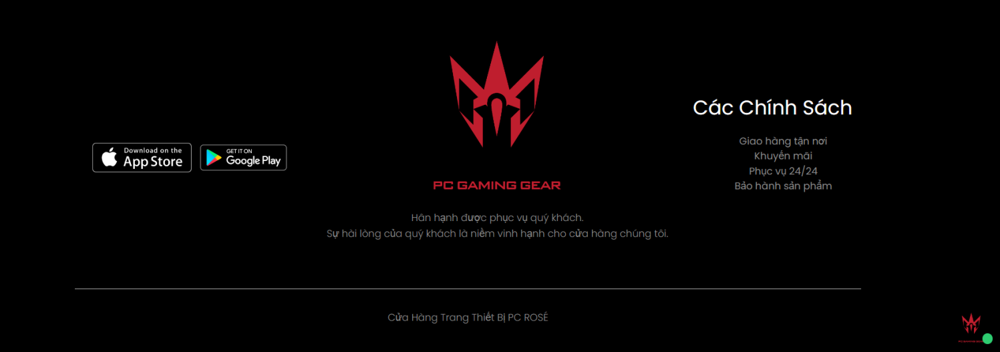 Download on the
App Store
GET IT ON
Google Play
PC GAMING GEAR
Hân hạnh được phục vụ quý khách.
Sự hài lòng của quý khách là niềm vinh hạnh cho cửa hàng chúng tôi.
Các Chính Sách
Giao hàng tận nơi
Khuyến mãi
Phục vụ 24/24
Bảo hành sản phẩm
Cửa Hàng Trang Thiết Bị PC ROSÉ
PC GAMING GEAR